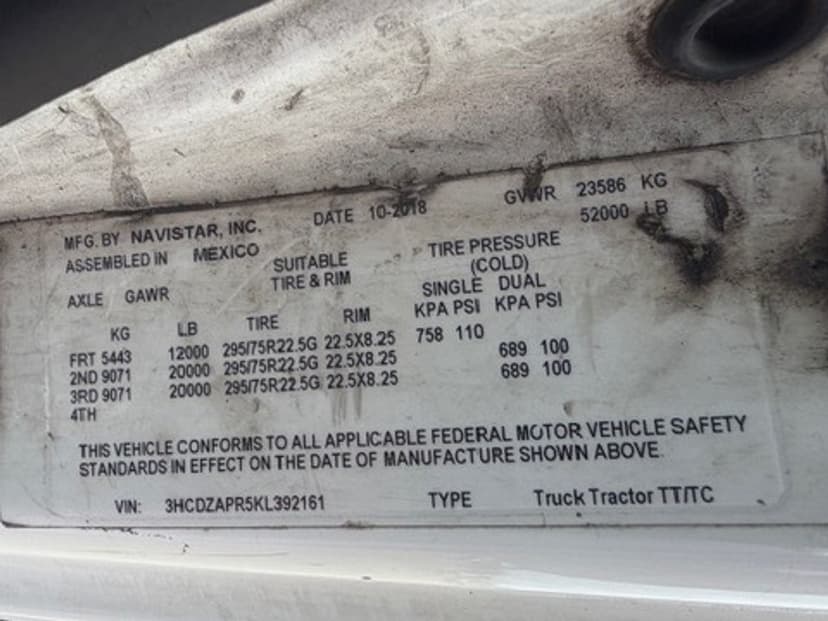 MFG. BY NAVISTAR, INC. DATE 10-2018 GVWR 23586 KG
ASSEMBLED IN MEXICO 52000 LB
SUITABLE TIRE PRESSURE
TIRE & RIM (COLD)
AXLE GAWR SINGLE DUAL
KG LB TIRE RIM KPA PSI KPA PSI
FRT 5443 12000 295/75R22.5G 22.5X8.25 758 110
2ND 9071 20000 295/75R22.5G 22.5X8.25 689 100
3RD 9071 20000 295/75R22.5G 22.5X8.25 689 100
4TH
THIS VEHICLE CONFORMS TO ALL APPLICABLE FEDERAL MOTOR VEHICLE SAFETY
STANDARDS IN EFFECT ON THE DATE OF MANUFACTURE SHOWN ABOVE.
VIN: 3HCDZAPR5KL392161 TYPE Truck Tractor TT/TC